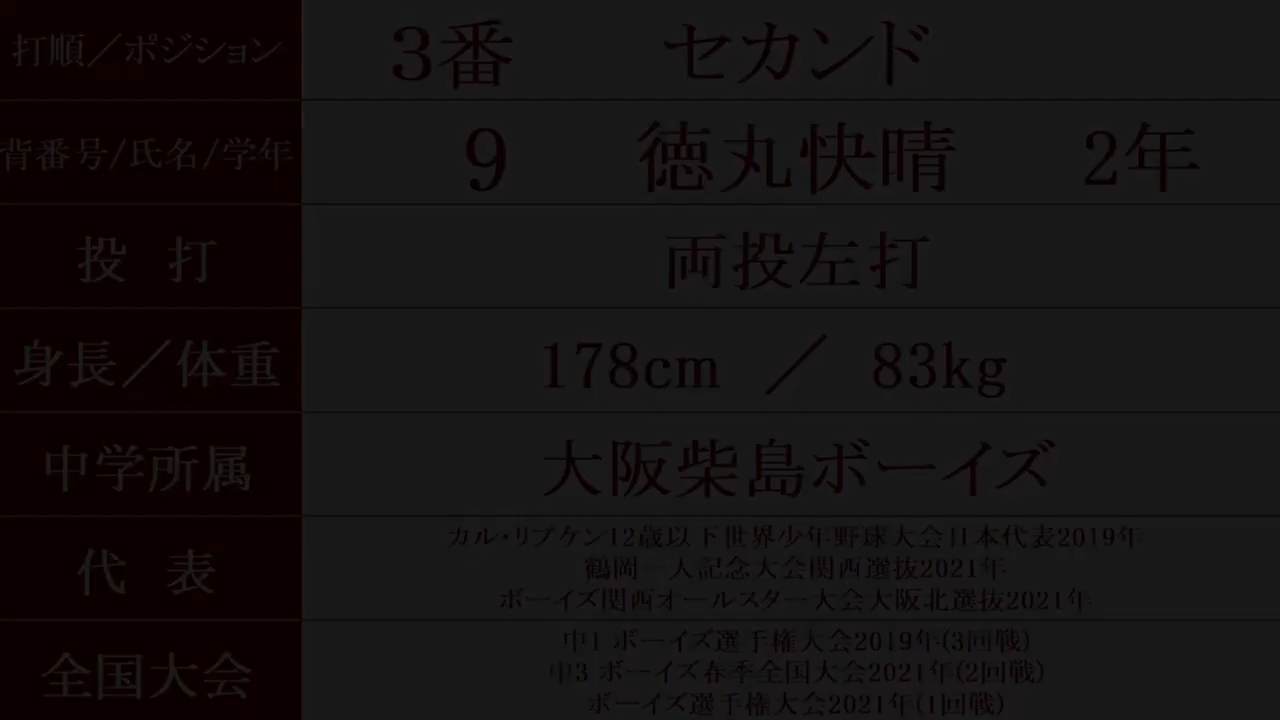 打順／ポジション 3番 セカンド
背番号/氏名/学年 9 徳丸快晴 2年
投 打 両投左打
身長／体重 178cm ／ 83kg
中学所属 大阪柴島ボーイズ
代 表
カル・リプケン12歳以下世界少年野球大会日本代表2019年
鶴岡一人記念大会関西選抜2021年
ボーイズ関西オールスター大会大阪北選抜2021年
全国大会
中1 ボーイズ選手権大会2019年(3回戦)
中3 ボーイズ春季全国大会2021年(2回戦)
ボーイズ選手権大会2021年(1回戦)